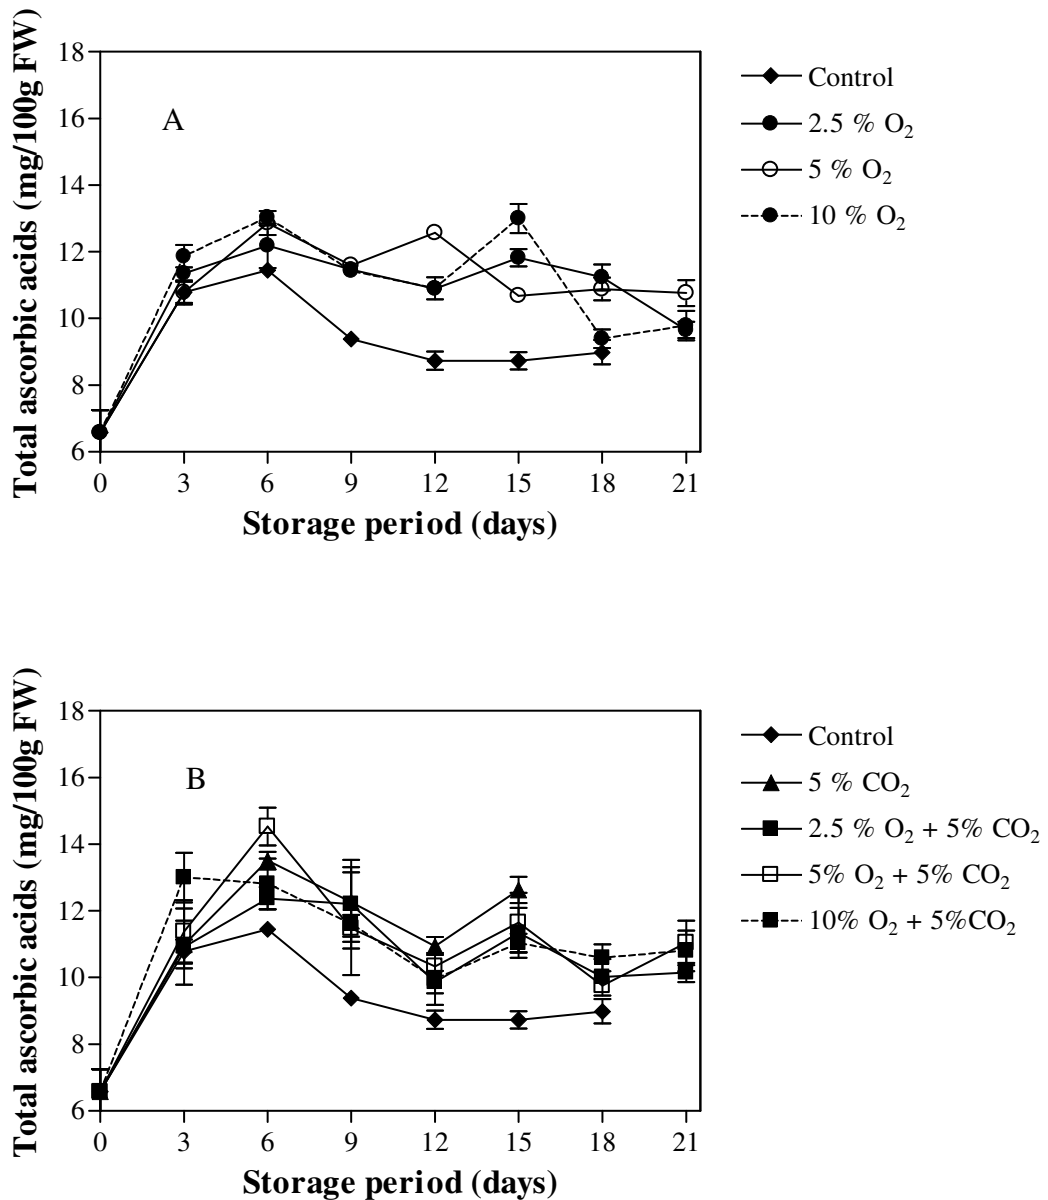 Total ascorbic acids (mg/100g FW)
18
16
14
12
10
8
6
A
0 3 6 9 12 15 18 21
Storage period (days)
Control
2.5 % O₂
5 % O₂
10 % O₂
Total ascorbic acids (mg/100g FW)
18
16
14
12
10
8
6
B
0 3 6 9 12 15 18 21
Storage period (days)
Control
5 % CO₂
2.5 % O₂ + 5% CO₂
5% O₂ + 5% CO₂
10% O₂ + 5%CO₂